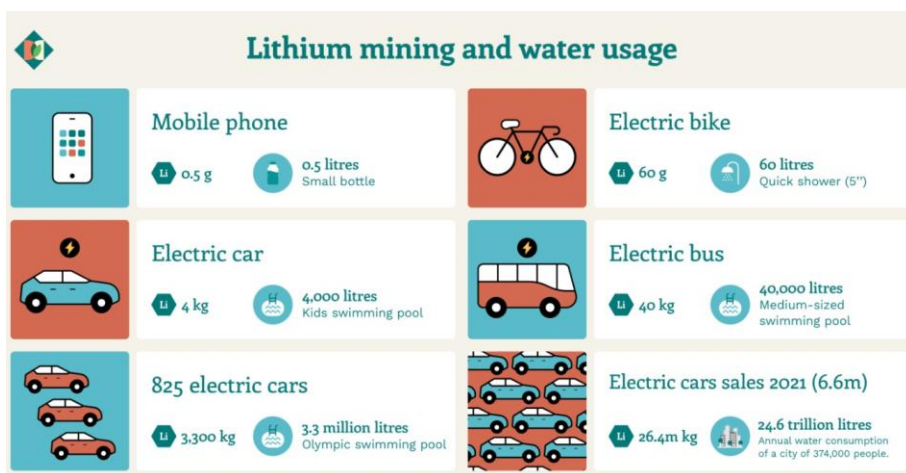 Lithium mining and water usage
Mobile phone
Li 0.5 g
0.5 litres
Small bottle
Electric bike
Li 60 g
60 litres
Quick shower (5’’)
Electric car
Li 4 kg
4,000 litres
Kids swimming pool
Electric bus
Li 40 kg
40,000 litres
Medium-sized
swimming pool
825 electric cars
Li 3,300 kg
3.3 million litres
Olympic swimming pool
Electric cars sales 2021 (6.6m)
Li 26.4m kg
24.6 trillion litres
Annual water consumption
of a city of 374,000 people.